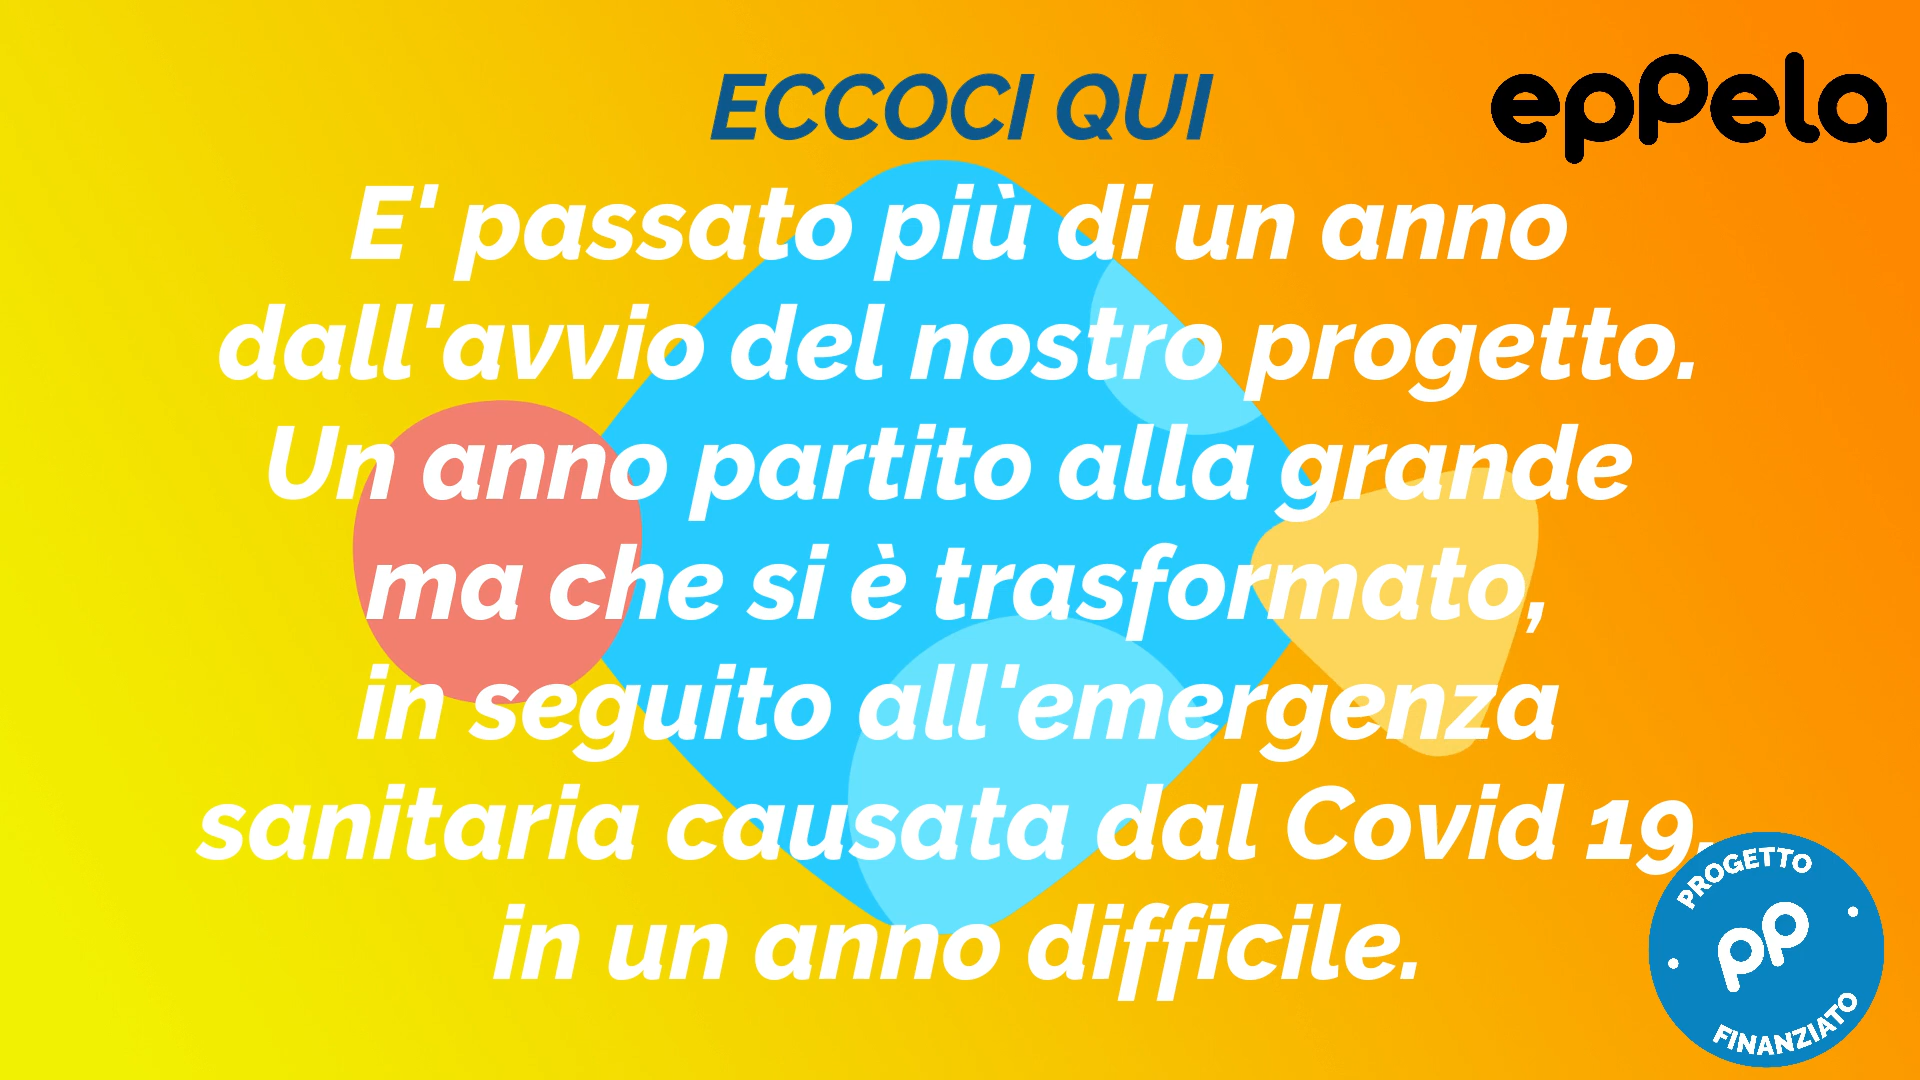 ECCOCI QUI
eppela
E' passato più di un anno
dall'avvio del nostro progetto.
Un anno partito alla grande
ma che si è trasformato,
in seguito all'emergenza
sanitaria causata dal Covid 19,
in un anno difficile.
PROGETTO
pp
FINANZIATO